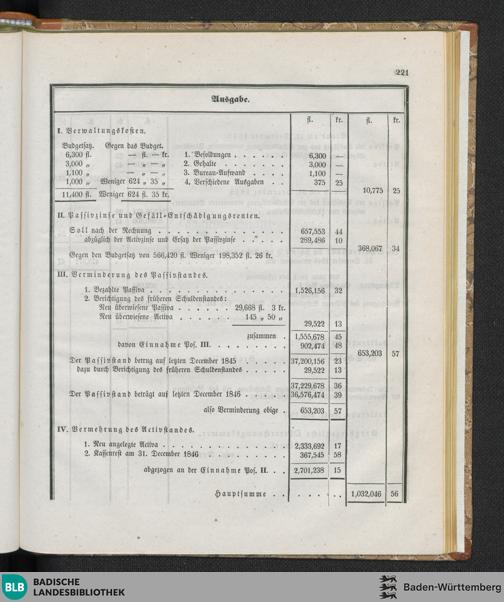 221
Ausgabe.
fl. kr. fl. kr.
I. Verwaltungskosten.
Budgetsatz. Gegen das Budget.
6,300 fl. — fl. — kr. 1. Besoldungen . . . . . . 6,300 —
3,000 „ — „ — „ 2. Gehalte . . . . . . . 3,000 —
1,100 „ — „ — „ 3. Bureau-Aufwand . . . . 1,100 —
1,000 „ Weniger 624 „ 35 „ 4. Verschiedene Ausgaben . . 375 25
10,775 25
11,400 fl. Weniger 624 fl. 35 kr.
II. Passivzinse und Gefäll-Entschädigungsrenten.
Soll nach der Rechnung . . . . . . . . . . . . . 657,553 44
abzüglich der Activzinse und Ersatz der Passivzinse . . . . . 289,486 10
368,067 34
Gegen den Budgetsatz von 566,420 fl. Weniger 198,352 fl. 26 kr.
III. Verminderung des Passivstandes.
1. Bezahlte Passiva . . . . . . . . . . . . . . 1,526,156 32
2. Berichtigung des früheren Schuldenstandes:
Neu überwiesene Passiva . . . . . . 29,668 fl. 3 kr.
Neu überwiesene Activa . . . . . . 145 „ 50 „
29,522 13
zusammen . 1,555,678 45
davon Einnahme Pos. III. . . . . . . . . . 902,474 48
653,203 57
Der Passivstand betrug auf letzten December 1845 . . . . . 37,200,156 23
dazu durch Berichtigung des früheren Schuldenstandes . . . . 29,522 13
37,229,678 36
Der Passivstand beträgt auf letzten December 1846 . . . . . 36,576,474 39
also Verminderung obige . 653,203 57
IV. Vermehrung des Activstandes.
1. Neu angelegte Activa . . . . . . . . . . . . . 2,333,692 17
2. Kassenrest am 31. December 1846 . . . . . . . . . 367,545 58
abgezogen an der Einnahme Pos. II. . . 2,701,238 15
Hauptsumme . . . . . . . . 1,032,046 56
BLB BADISCHE
LANDESBIBLIOTHEK
Baden-Württemberg